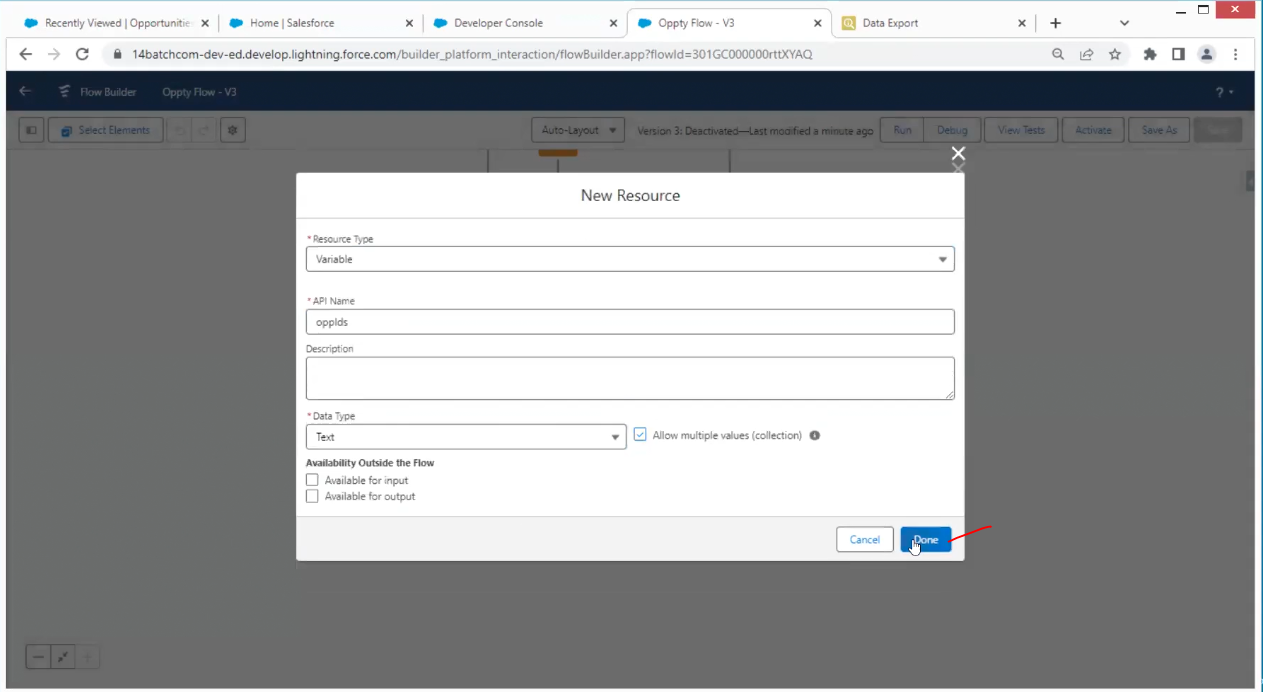 Recently Viewed | Opportunities
Home | Salesforce
Developer Console
Oppty Flow - V3
Data Export
14batchcom-dev-ed.develop.lightning.force.com/builder_platform_interaction/flowBuilder.app?flowId=301GC000000rttXYAQ
Flow Builder
Oppty Flow - V3
?
Select Elements
Auto-Layout
Version 3: Deactivated—Last modified a minute ago
Run
Debug
View Tests
Activate
Save As
New Resource
* Resource Type
Variable
* API Name
oppIds
Description
* Data Type
Text
Allow multiple values (collection)
Availability Outside the Flow
Available for input
Available for output
Cancel
Done